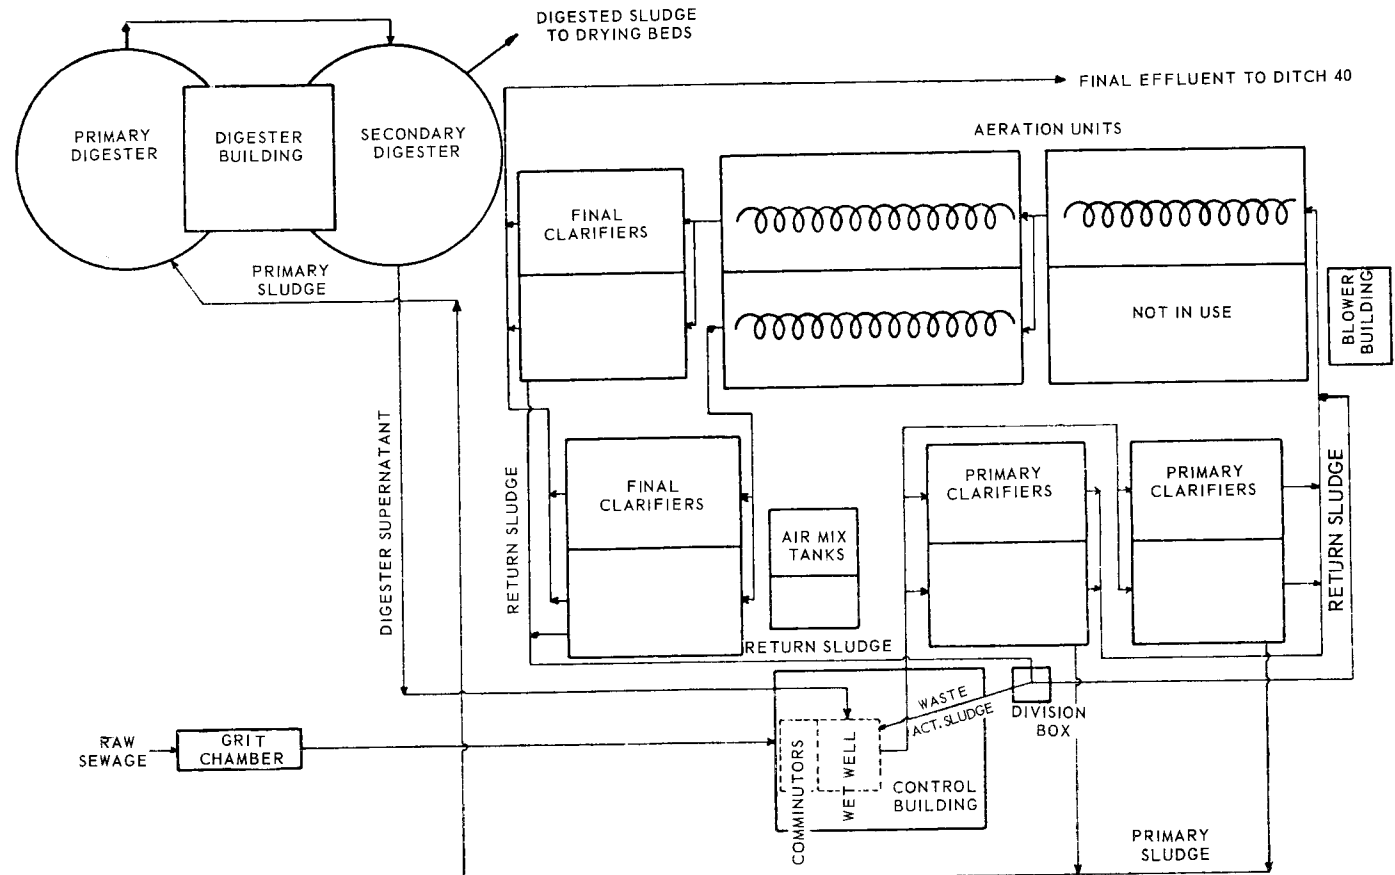 DIGESTED SLUDGE
TO DRYING BEDS
FINAL EFFLUENT TO DITCH 40
PRIMARY
DIGESTER
DIGESTER
BUILDING
SECONDARY
DIGESTER
AERATION UNITS
FINAL
CLARIFIERS
PRIMARY
SLUDGE
NOT IN USE
BLOWER
BUILDING
DIGESTER SUPERNATANT
RETURN SLUDGE
FINAL
CLARIFIERS
AIR MIX
TANKS
PRIMARY
CLARIFIERS
PRIMARY
CLARIFIERS
RETURN SLUDGE
RETURN SLUDGE
WASTE
ACT. SLUDGE
DIVISION
BOX
RAW
SEWAGE
GRIT
CHAMBER
COMMINUTORS
WET WELL
CONTROL
BUILDING
PRIMARY
SLUDGE